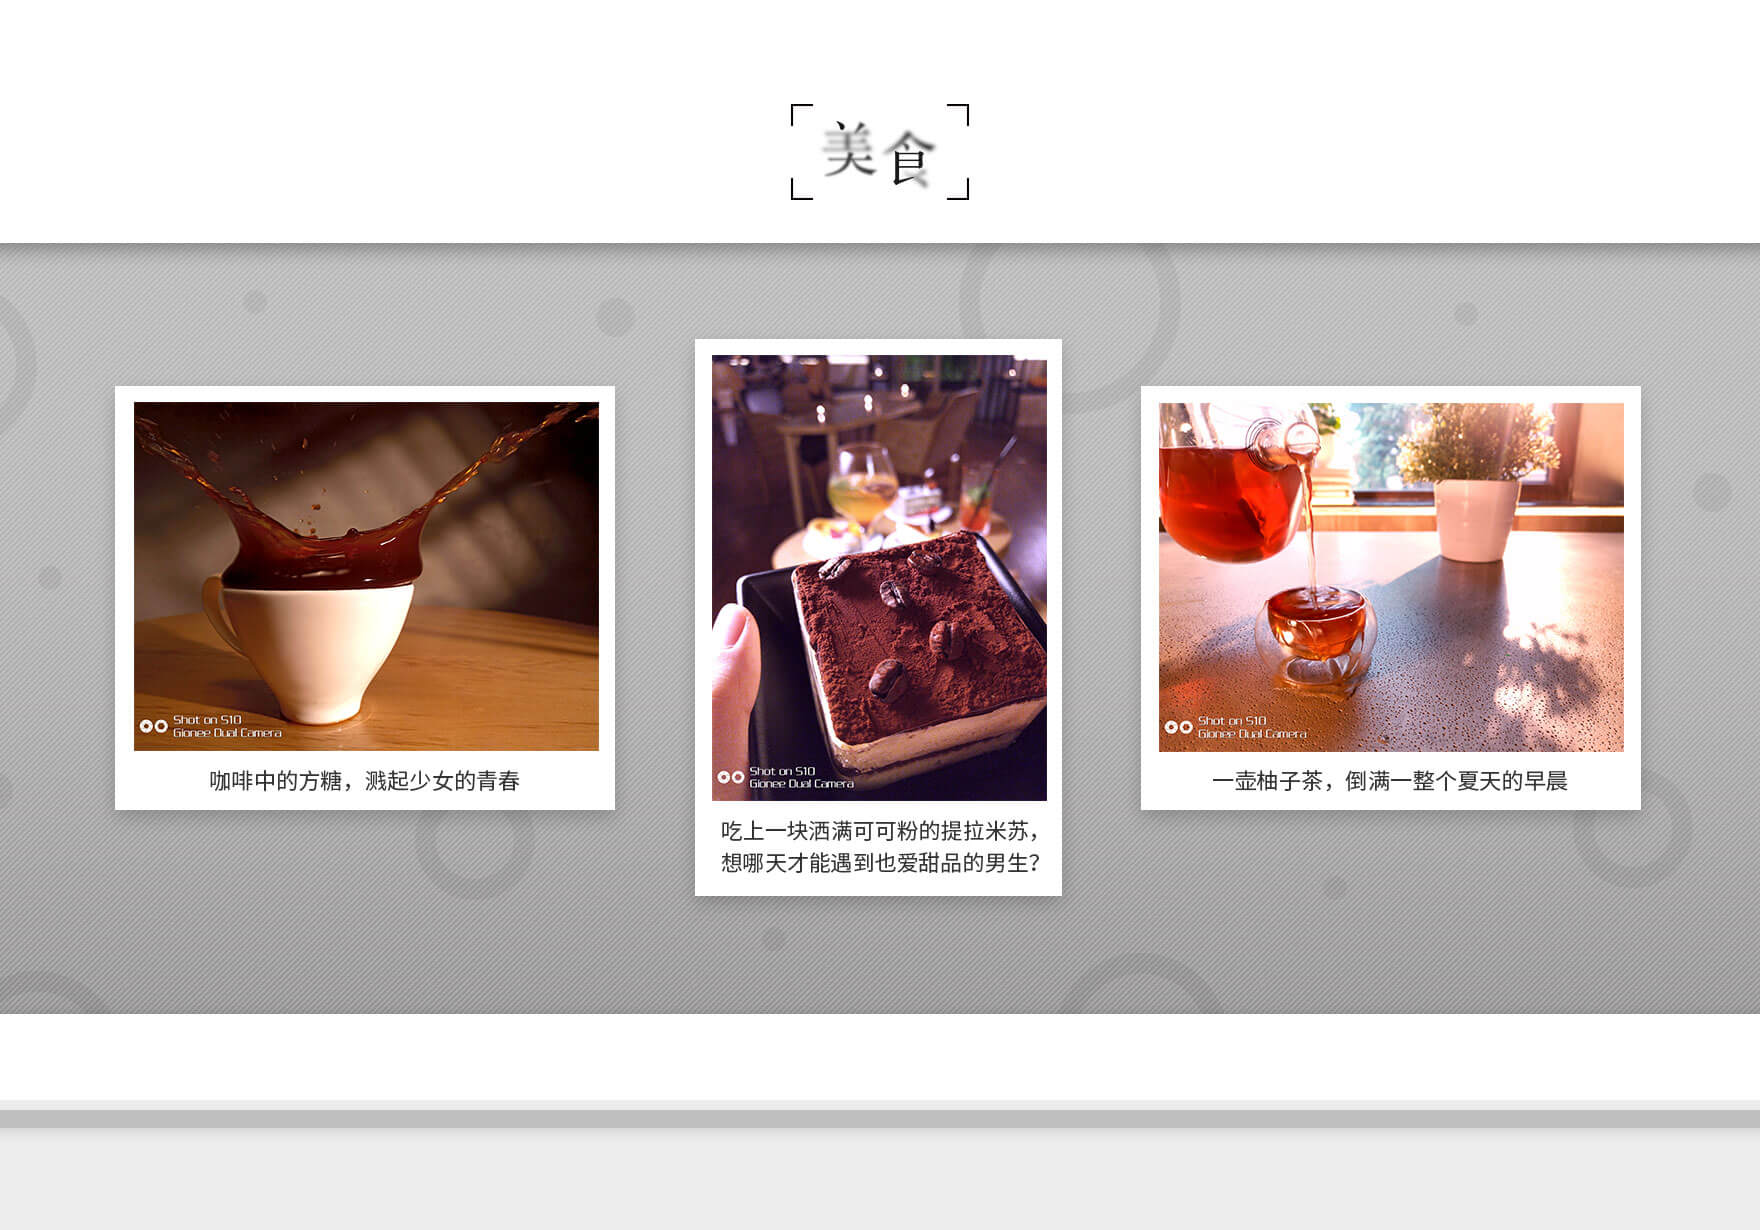 美食
Shot on S10
Gionee Dual Camera
咖啡中的方糖，溅起少女的青春
Shot on S10
Gionee Dual Camera
吃上一块洒满可可粉的提拉米苏，
想哪天才能遇到也爱甜品的男生？
Shot on S10
Gionee Dual Camera
一壶柚子茶，倒满一整个夏天的早晨